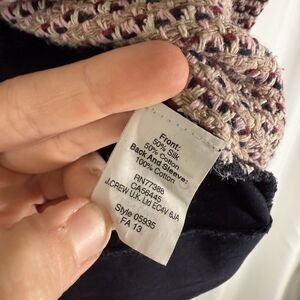 Front:
50% Silk
50% Cotton
Back And Sleeve:
100% Cotton
RN77388
CA56445
J.CREW U.K. Ltd EC4V 6JA
Style 05935
FA 13